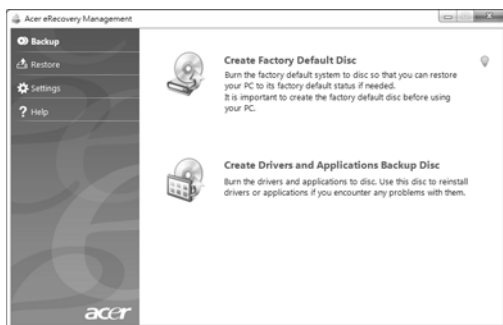 Acer eRecovery Management
Backup
Restore
Settings
Help
Create Factory Default Disc
Burn the factory default system to disc so that you can restore
your PC to its factory default status if needed.
It is important to create the factory default disc before using
your PC.
Create Drivers and Applications Backup Disc
Burn the drivers and applications to disc. Use this disc to reinstall
drivers or applications if you encounter any problems with them.
acer